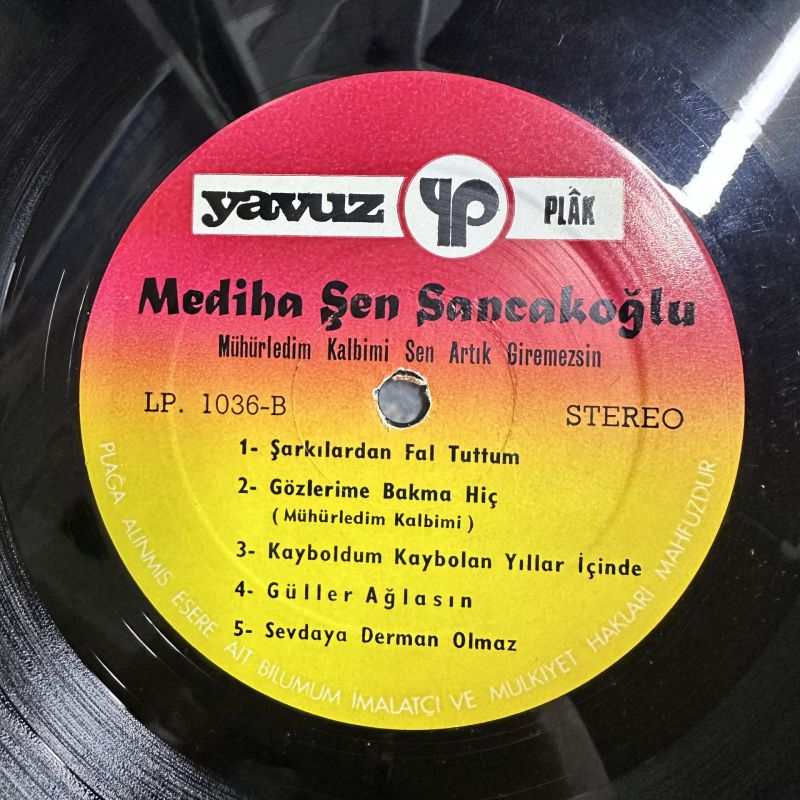 yavuz yp PLÂK
Mediha Şen Sancakoğlu
Mühürledim Kalbimi Sen Artık Giremezsin
LP. 1036-B STEREO
1- Şarkılardan Fal Tuttum
2- Gözlerime Bakma Hiç
( Mühürledim Kalbimi )
3- Kayboldum Kaybolan Yıllar İçinde
4- Güller Ağlasın
5- Sevdaya Derman Olmaz
PLAĞA ALINMIŞ ESERE AİT BİLUMUM İMALATÇI VE MÜLKİYET HAKLARI MAHFUZDUR.